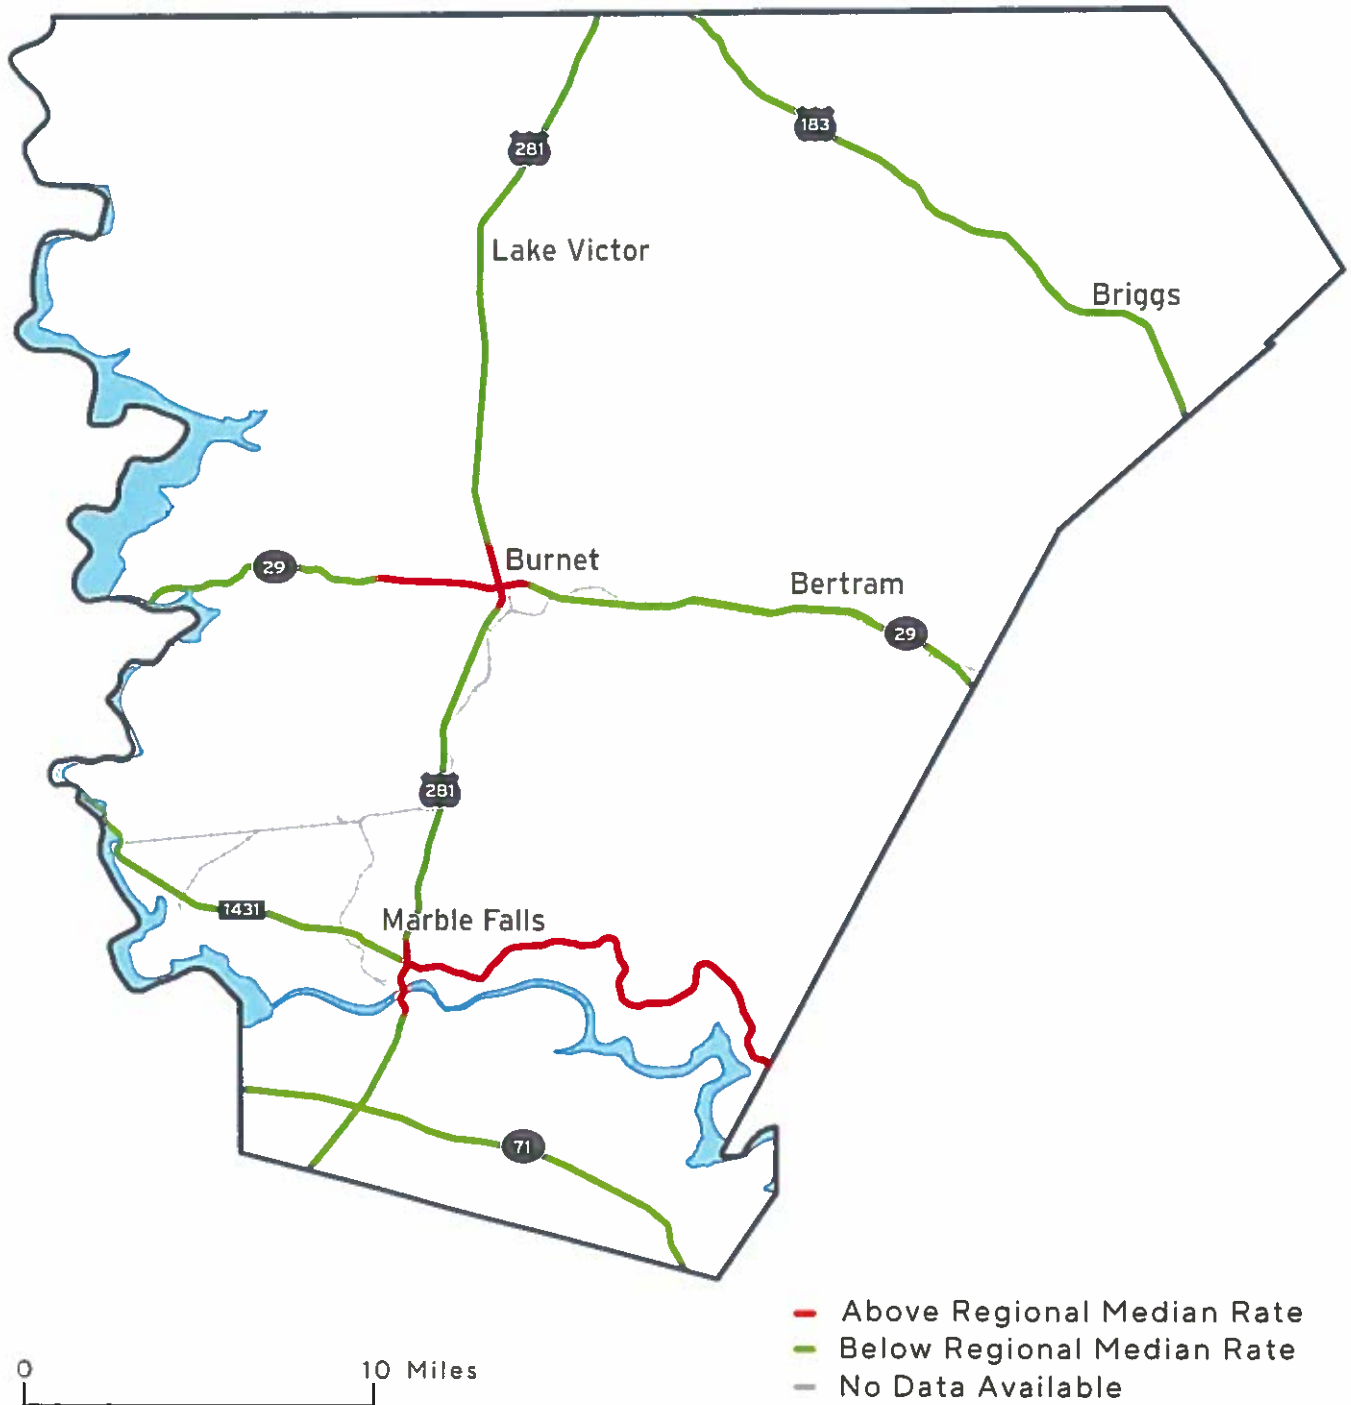 183
281
Lake Victor
Briggs
Burnet
29
Bertram
29
281
1431
Marble Falls
71
Above Regional Median Rate
Below Regional Median Rate
0
10 Miles
No Data Available